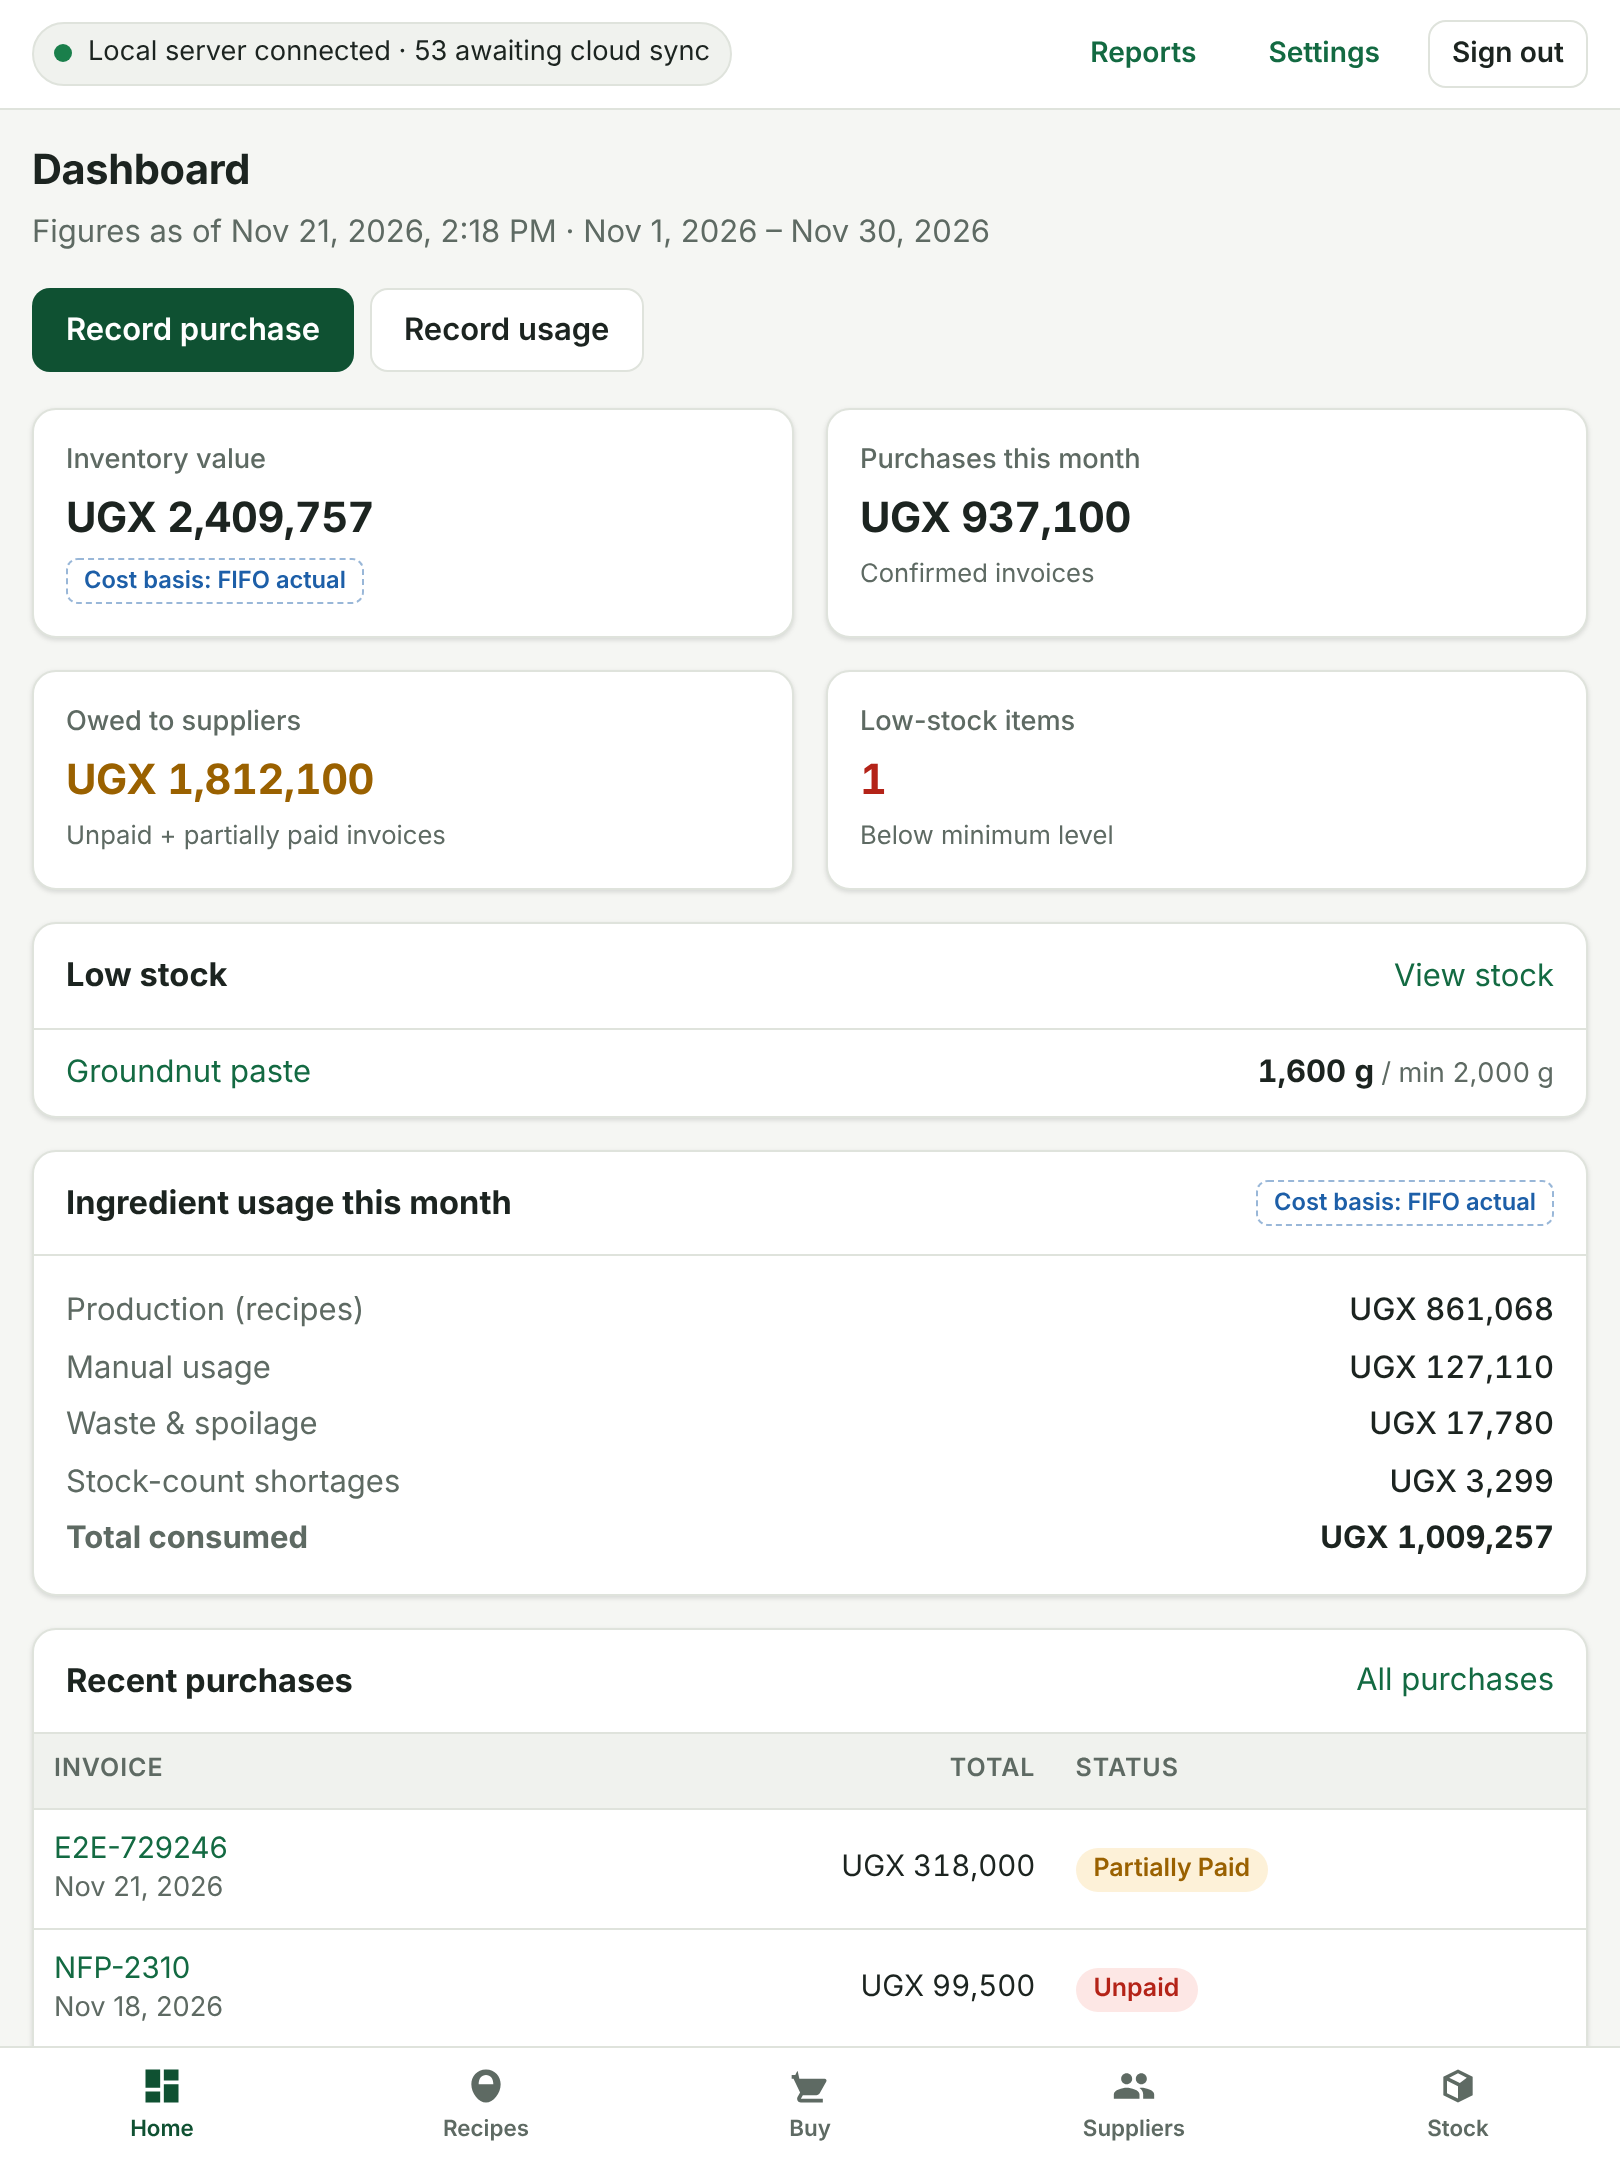 Local server connected · 53 awaiting cloud sync
Reports
Settings
Sign out
Dashboard
Figures as of Nov 21, 2026, 2:18 PM · Nov 1, 2026 – Nov 30, 2026
Record purchase
Record usage
Inventory value
UGX 2,409,757
Cost basis: FIFO actual
Purchases this month
UGX 937,100
Confirmed invoices
Owed to suppliers
UGX 1,812,100
Unpaid + partially paid invoices
Low-stock items
1
Below minimum level
Low stock
View stock
Groundnut paste
1,600 g / min 2,000 g
Ingredient usage this month
Cost basis: FIFO actual
Production (recipes)
UGX 861,068
Manual usage
UGX 127,110
Waste & spoilage
UGX 17,780
Stock-count shortages
UGX 3,299
Total consumed
UGX 1,009,257
Recent purchases
All purchases
INVOICE
TOTAL
STATUS
E2E-729246
Nov 21, 2026
UGX 318,000
Partially Paid
NFP-2310
Nov 18, 2026
UGX 99,500
Unpaid
Home
Recipes
Buy
Suppliers
Stock